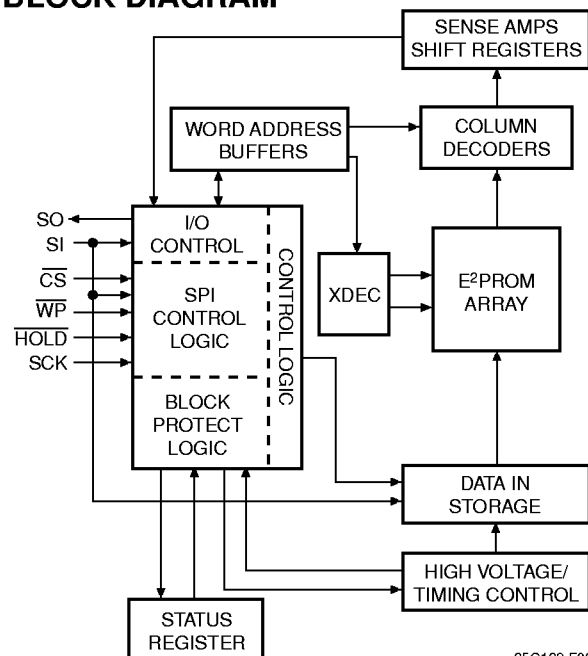 BLOCK DIAGRAM
SENSE AMPS
SHIFT REGISTERS
WORD ADDRESS
BUFFERS
COLUMN
DECODERS
SO
SI
CS
WP
HOLD
SCK
I/O
CONTROL
SPI
CONTROL
LOGIC
BLOCK
PROTECT
LOGIC
CONTROL LOGIC
XDEC
E²PROM
ARRAY
DATA IN
STORAGE
HIGH VOLTAGE/
TIMING CONTROL
STATUS
REGISTER